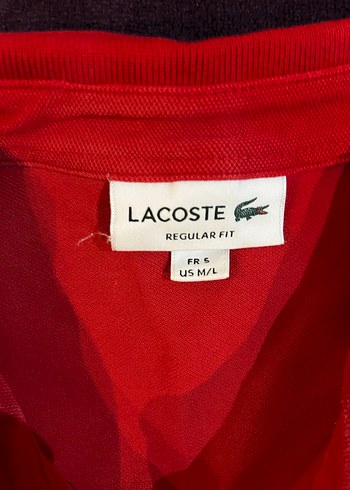 LACOSTE
REGULAR FIT
FR 5
US M/L